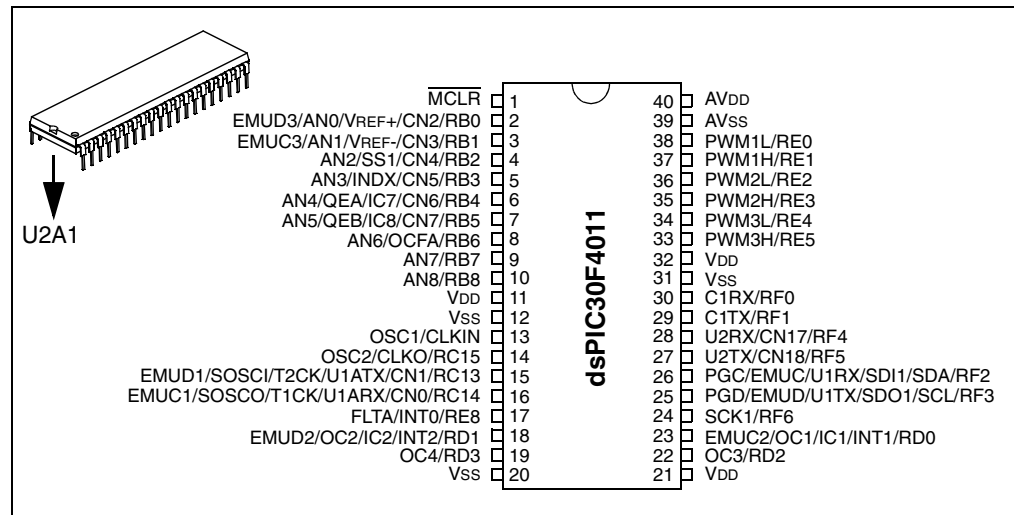 U2A1
MCLR 1
EMUD3/AN0/VREF+/CN2/RB0 2
EMUC3/AN1/VREF-/CN3/RB1 3
AN2/SS1/CN4/RB2 4
AN3/INDX/CN5/RB3 5
AN4/QEA/IC7/CN6/RB4 6
AN5/QEB/IC8/CN7/RB5 7
AN6/OCFA/RB6 8
AN7/RB7 9
AN8/RB8 10
VDD 11
VSS 12
OSC1/CLKIN 13
OSC2/CLKO/RC15 14
EMUD1/SOSCI/T2CK/U1ATX/CN1/RC13 15
EMUC1/SOSCO/T1CK/U1ARX/CN0/RC14 16
FLTA/INT0/RE8 17
EMUD2/OC2/IC2/INT2/RD1 18
OC4/RD3 19
VSS 20
dsPIC30F4011
40 AVDD
39 AVSS
38 PWM1L/RE0
37 PWM1H/RE1
36 PWM2L/RE2
35 PWM2H/RE3
34 PWM3L/RE4
33 PWM3H/RE5
32 VDD
31 VSS
30 C1RX/RF0
29 C1TX/RF1
28 U2RX/CN17/RF4
27 U2TX/CN18/RF5
26 PGC/EMUC/U1RX/SDI1/SDA/RF2
25 PGD/EMUD/U1TX/SDO1/SCL/RF3
24 SCK1/RF6
23 EMUC2/OC1/IC1/INT1/RD0
22 OC3/RD2
21 VDD